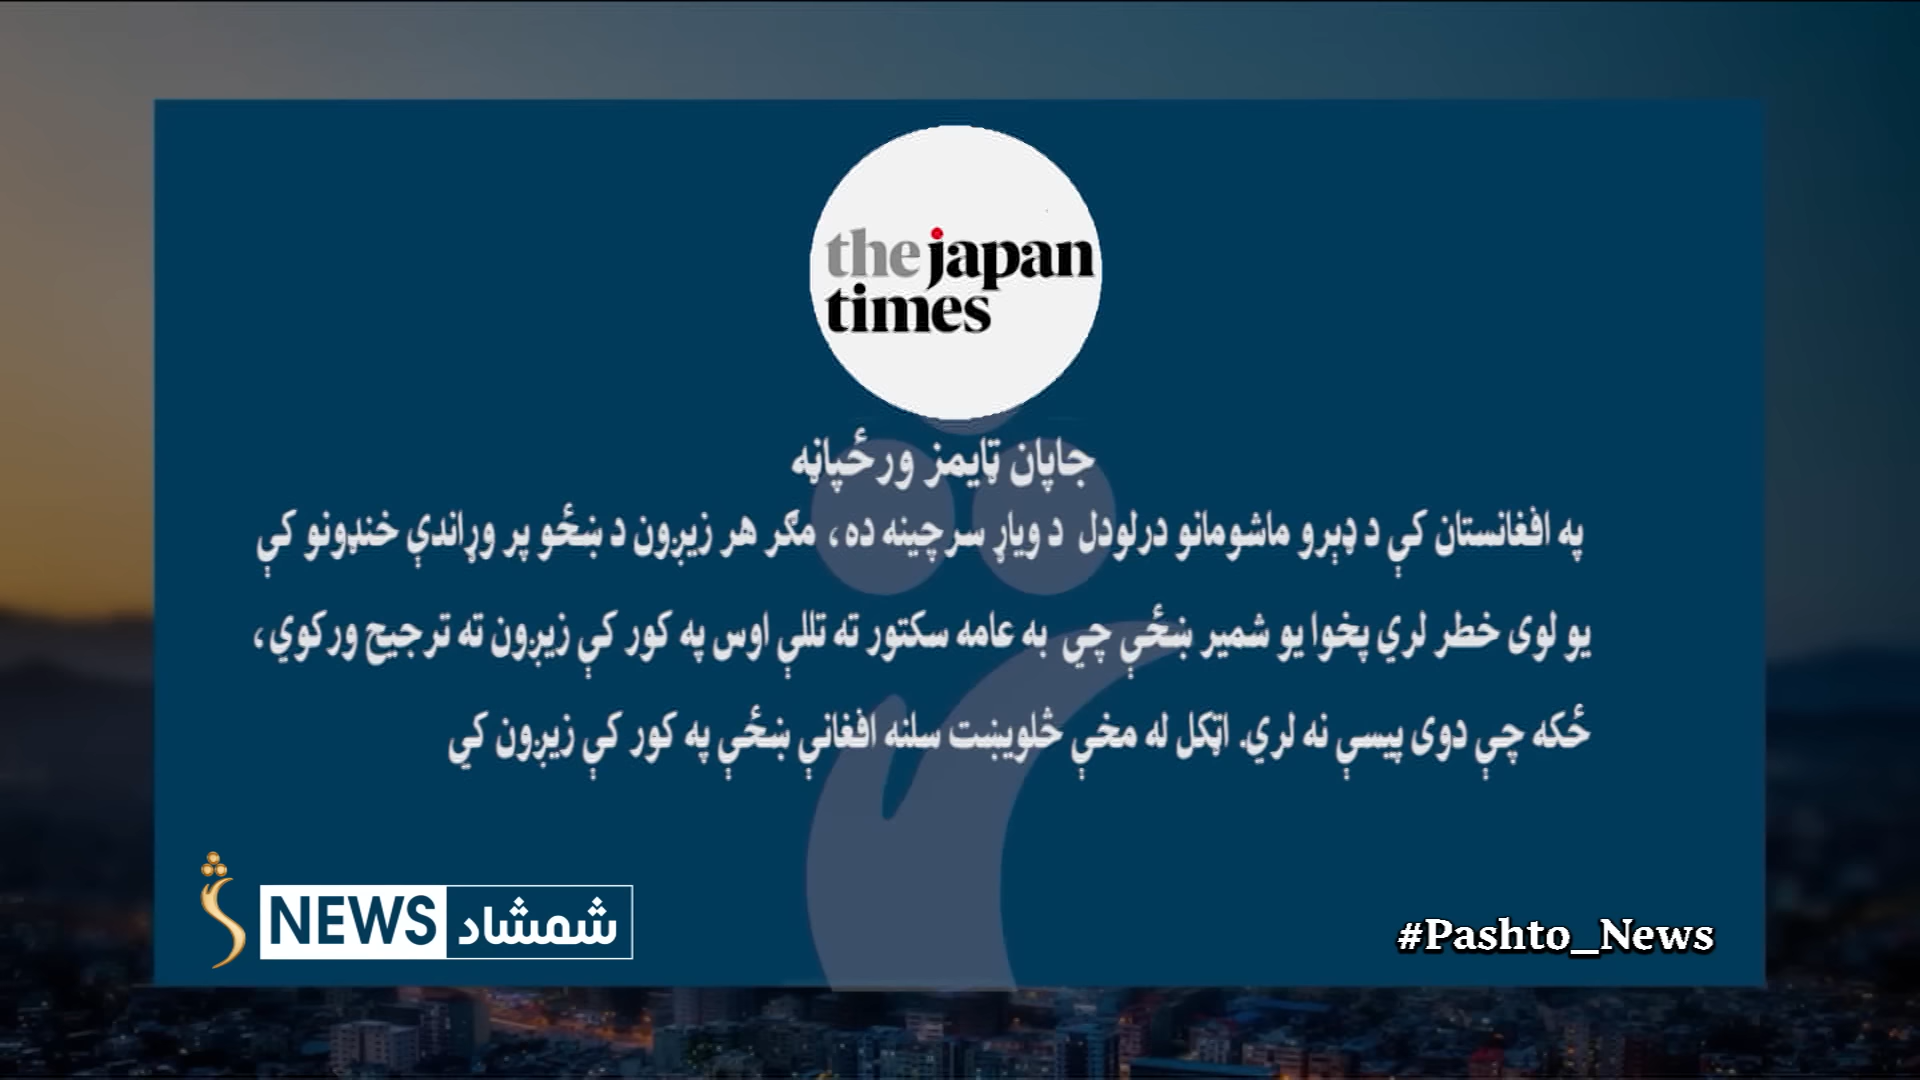 the japan
times
جاپان ټایمز ورځپاڼه
په افغانستان کې د ډېرو ماشومانو درلودل د ویاړ سرچینه ده، مګر هر زیږون د ښځو پر وړاندې خنډونو کې
یو لوی خطر لري پخوا یو شمیر ښځې چي به عامه سکتور ته تللې اوس په کور کې زیږون ته ترجیح ورکوي،
ځکه چې دوی پیسې نه لري. اټکل له مخې څلویښت سلنه افغانې ښځې په کور کې زیږون کي
NEWS شمشاد
#Pashto_News